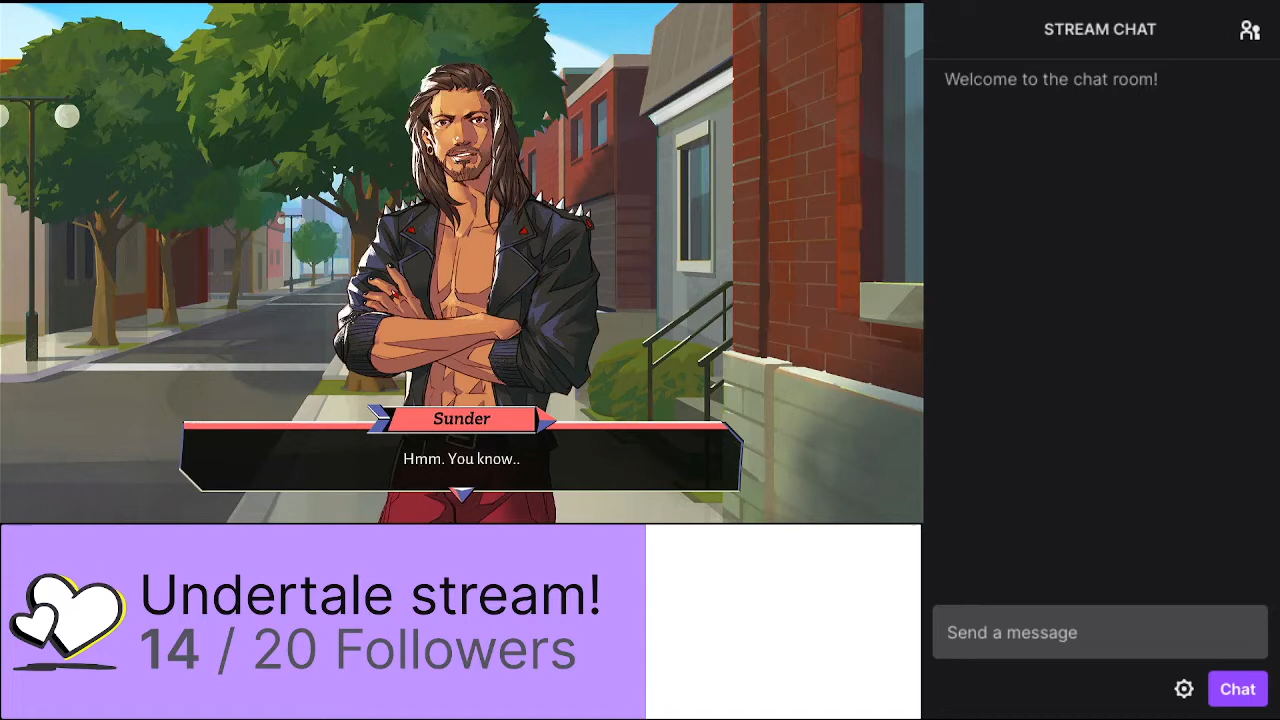 STREAM CHAT
Welcome to the chat room!
Sunder
Hmm. You know..
Undertale stream!
14 / 20 Followers
Send a message
Chat